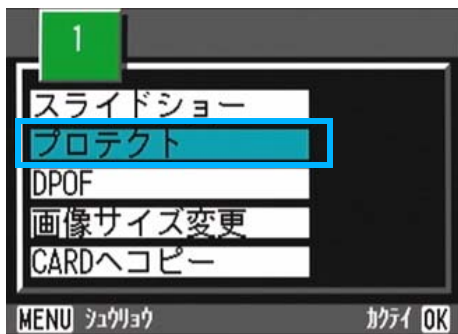 1
スライドショー
プロテクト
DPOF
画像サイズ変更
CARDへコピー
MENU シュウリョウ カクテイ OK